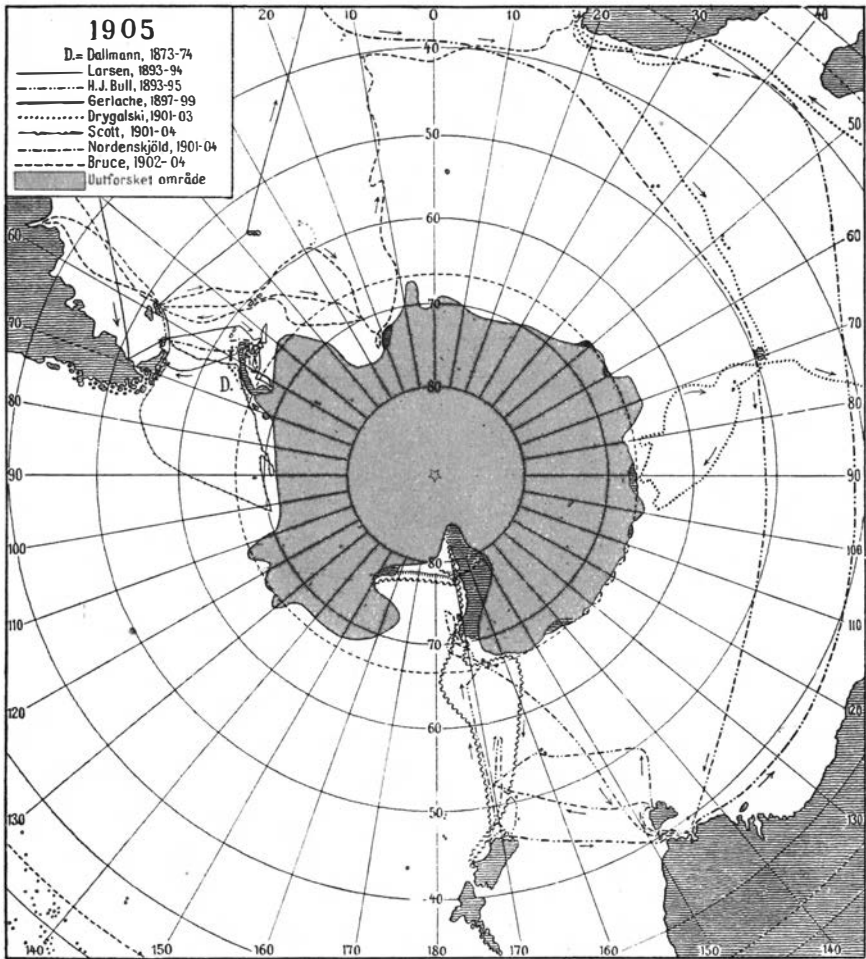 1905
D.= Dallmann, 1873-74
Larsen, 1893-94
H.J. Bull, 1893-95
Gerlache, 1897-99
Drygalski, 1901-03
Scott, 1901-04
Nordenskjöld, 1901-04
Bruce, 1902-04
Uutforsket område
20 10 0 10 20 30 40
40
50
60
70
80
80
70
60
50
40
60
70
80
90
100
110
120
130
50
60
70
80
90
100
110
120
130
D.
140 150 160 170 180 170 160 150 140